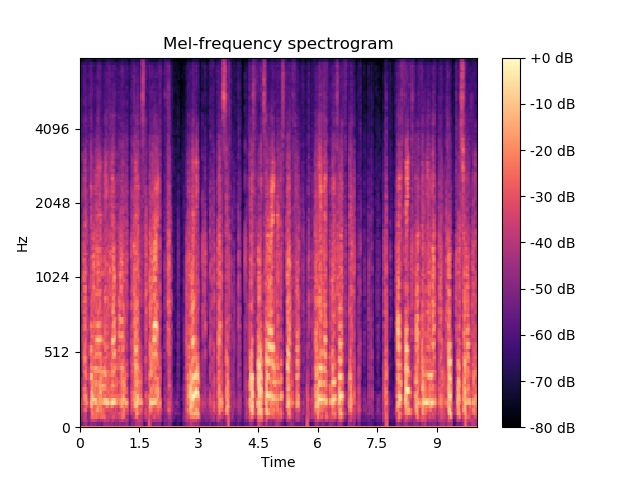 Mel-frequency spectrogram
+0 dB
-10 dB
-20 dB
-30 dB
-40 dB
-50 dB
-60 dB
-70 dB
-80 dB
4096
2048
1024
512
0
Hz
0 1.5 3 4.5 6 7.5 9
Time